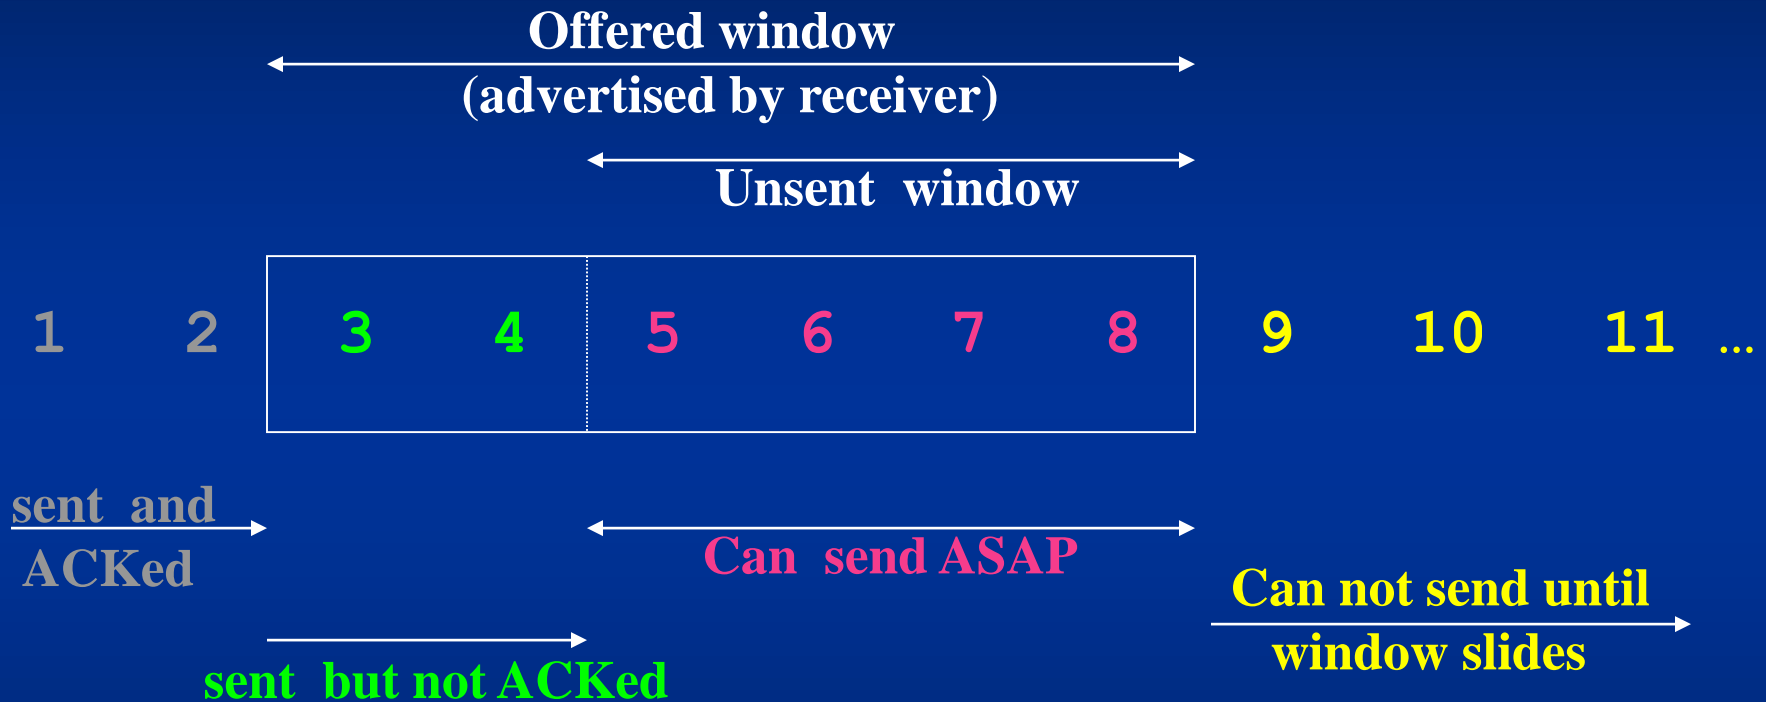 Offered window
(advertised by receiver)
Unsent window
1 2 3 4 5 6 7 8 9 10 11 ...
sent and
ACKed
Can send ASAP
Can not send until
window slides
sent but not ACKed